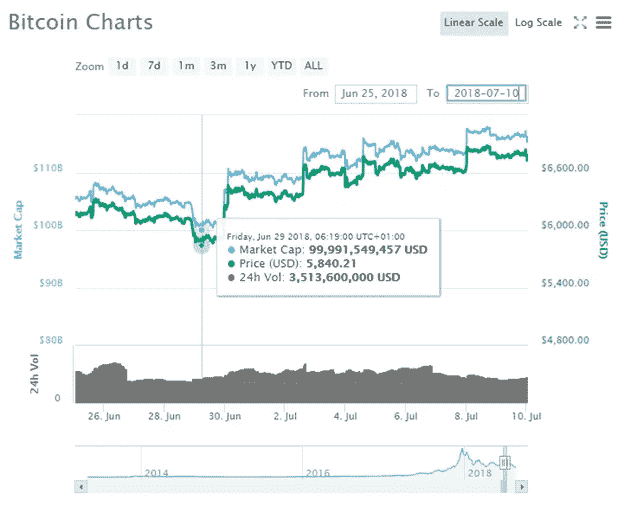 Bitcoin Charts
Linear Scale Log Scale
Zoom 1d 7d 1m 3m 1y YTD ALL
From Jun 25, 2018 To 2018-07-10
Market Cap
$110B
$100B
$90B
$80B
$6,600.00
$6,000.00
$5,400.00
$4,800.00
Price (USD)
Friday, Jun 29 2018, 06:19:00 UTC+01:00
Market Cap: 99,991,549,457 USD
Price (USD): 5,840.21
24h Vol: 3,513,600,000 USD
24h Vol
0
26. Jun 28. Jun 30. Jun 2. Jul 4. Jul 6. Jul 8. Jul 10. Jul
2014 2016 2018